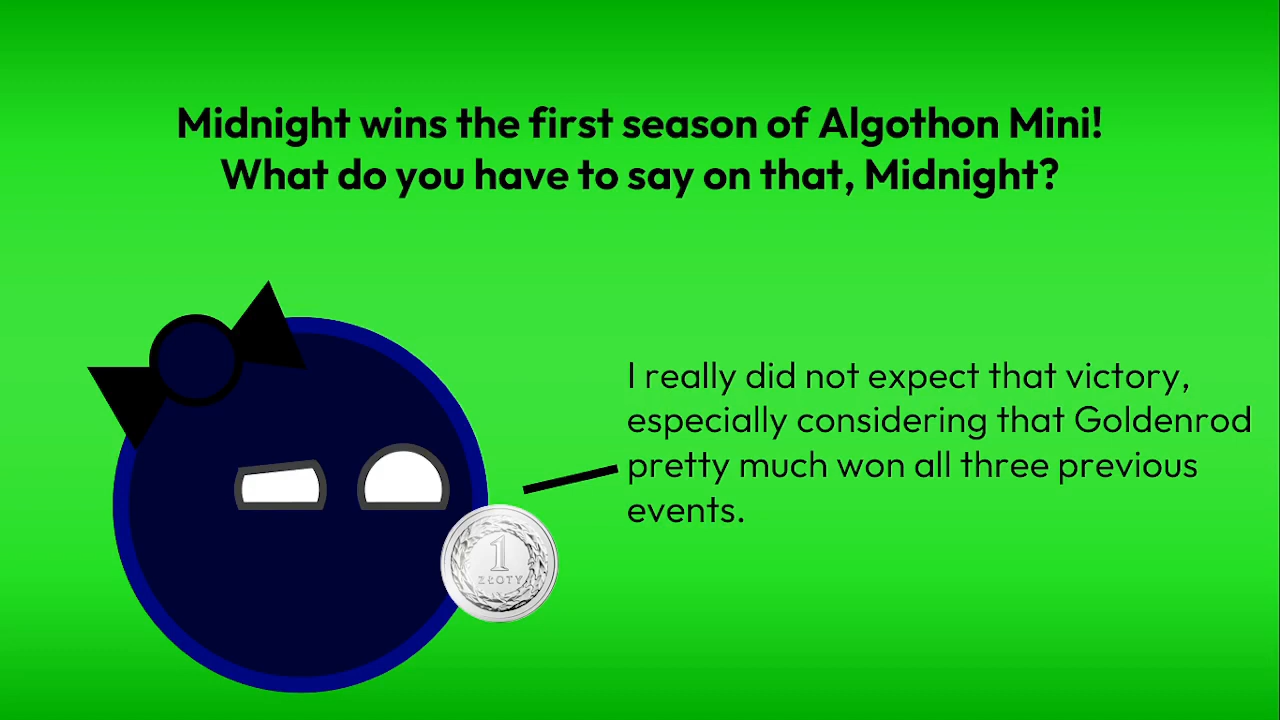 Midnight wins the first season of Algothon Mini!
What do you have to say on that, Midnight?
I really did not expect that victory,
especially considering that Goldenrod
pretty much won all three previous
events.
1
ZŁOTY